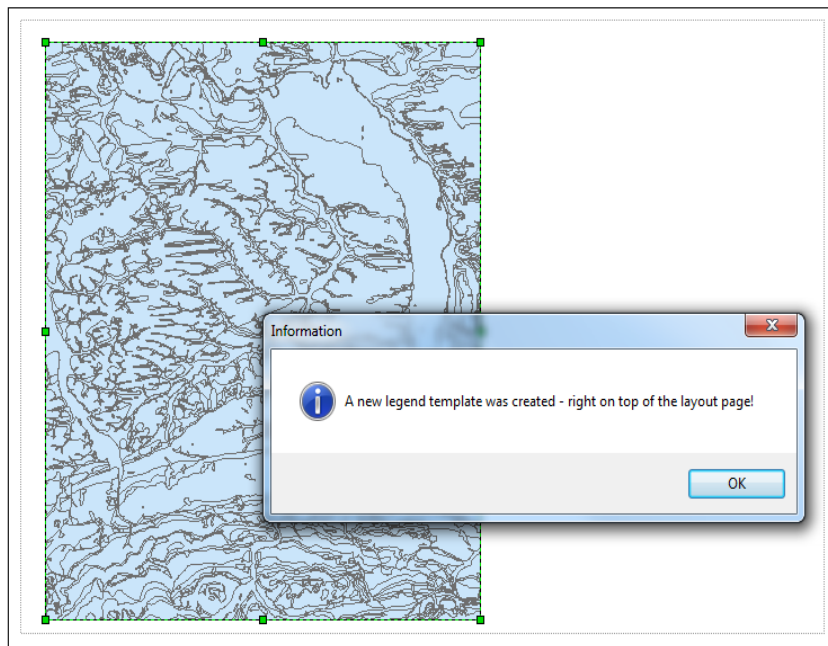 Information
A new legend template was created - right on top of the layout page!
OK